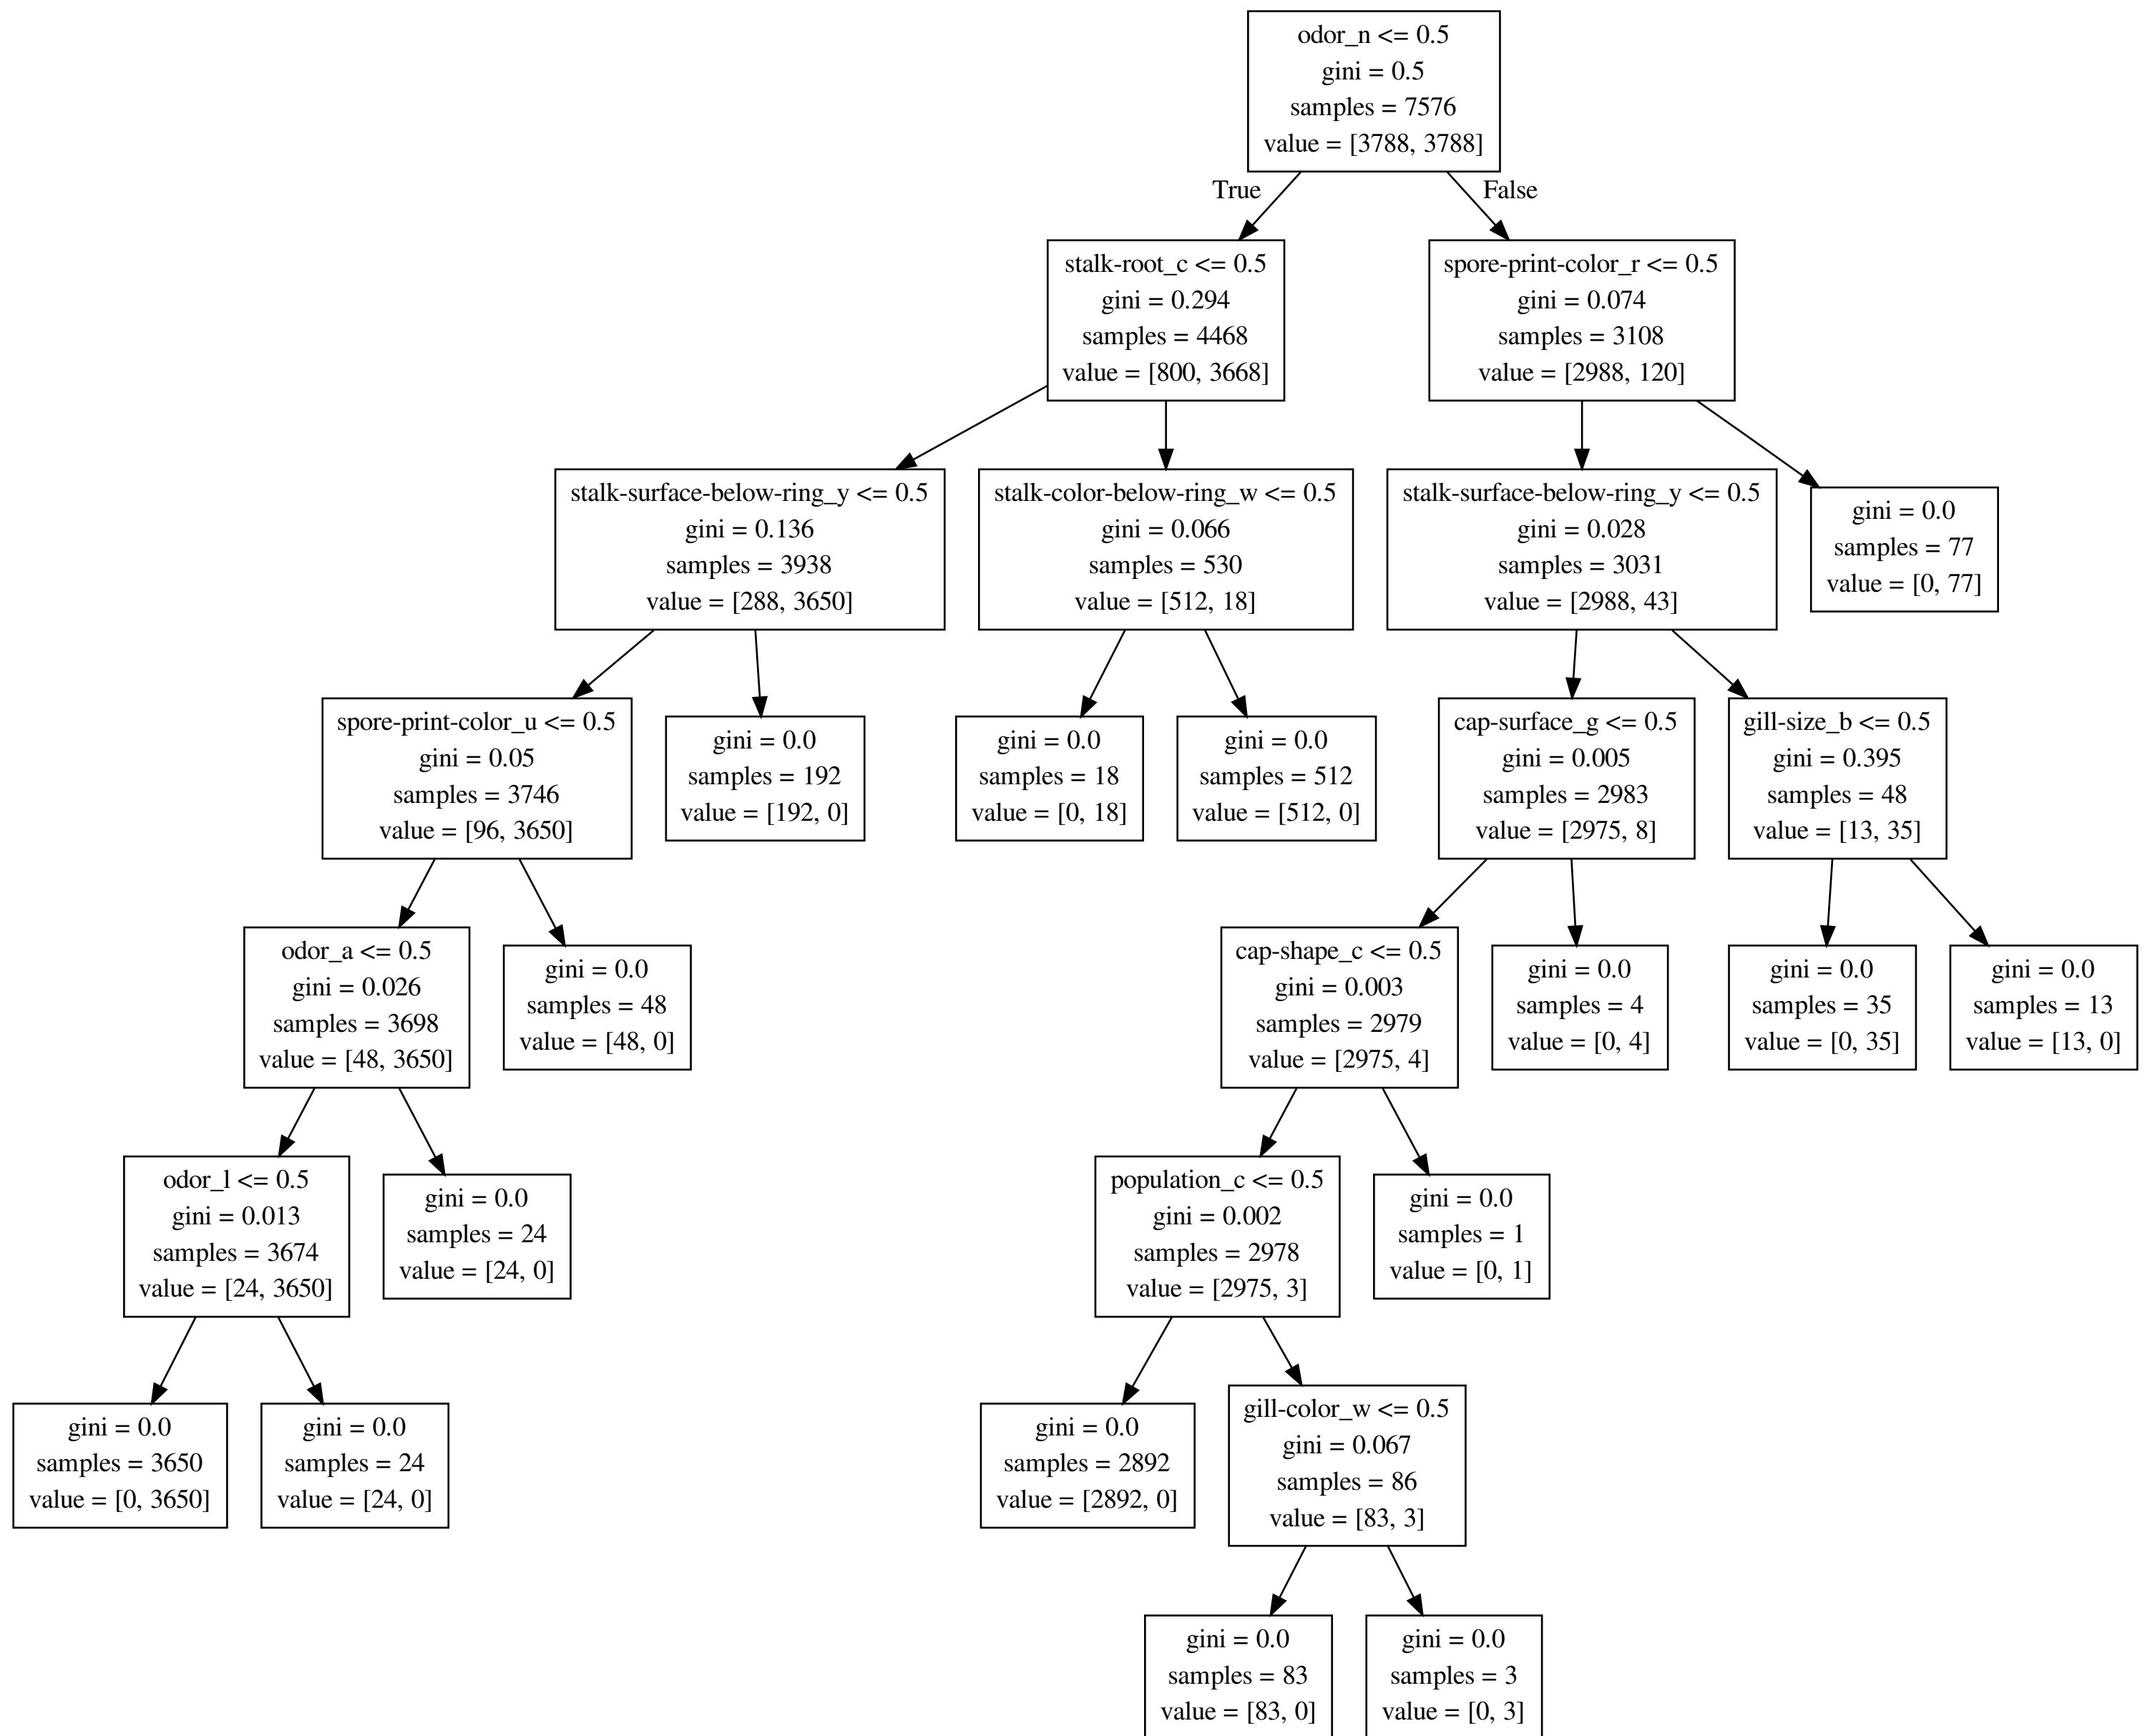 odor_n <= 0.5
gini = 0.5
samples = 7576
value = [3788, 3788]
True
False
stalk-root_c <= 0.5
gini = 0.294
samples = 4468
value = [800, 3668]
spore-print-color_r <= 0.5
gini = 0.074
samples = 3108
value = [2988, 120]
stalk-surface-below-ring_y <= 0.5
gini = 0.136
samples = 3938
value = [288, 3650]
stalk-color-below-ring_w <= 0.5
gini = 0.066
samples = 530
value = [512, 18]
stalk-surface-below-ring_y <= 0.5
gini = 0.028
samples = 3031
value = [2988, 43]
gini = 0.0
samples = 77
value = [0, 77]
spore-print-color_u <= 0.5
gini = 0.05
samples = 3746
value = [96, 3650]
gini = 0.0
samples = 192
value = [192, 0]
gini = 0.0
samples = 18
value = [0, 18]
gini = 0.0
samples = 512
value = [512, 0]
cap-surface_g <= 0.5
gini = 0.005
samples = 2983
value = [2975, 8]
gill-size_b <= 0.5
gini = 0.395
samples = 48
value = [13, 35]
odor_a <= 0.5
gini = 0.026
samples = 3698
value = [48, 3650]
gini = 0.0
samples = 48
value = [48, 0]
cap-shape_c <= 0.5
gini = 0.003
samples = 2979
value = [2975, 4]
gini = 0.0
samples = 4
value = [0, 4]
gini = 0.0
samples = 35
value = [0, 35]
gini = 0.0
samples = 13
value = [13, 0]
odor_l <= 0.5
gini = 0.013
samples = 3674
value = [24, 3650]
gini = 0.0
samples = 24
value = [24, 0]
population_c <= 0.5
gini = 0.002
samples = 2978
value = [2975, 3]
gini = 0.0
samples = 1
value = [0, 1]
gini = 0.0
samples = 3650
value = [0, 3650]
gini = 0.0
samples = 24
value = [24, 0]
gini = 0.0
samples = 2892
value = [2892, 0]
gill-color_w <= 0.5
gini = 0.067
samples = 86
value = [83, 3]
gini = 0.0
samples = 83
value = [83, 0]
gini = 0.0
samples = 3
value = [0, 3]